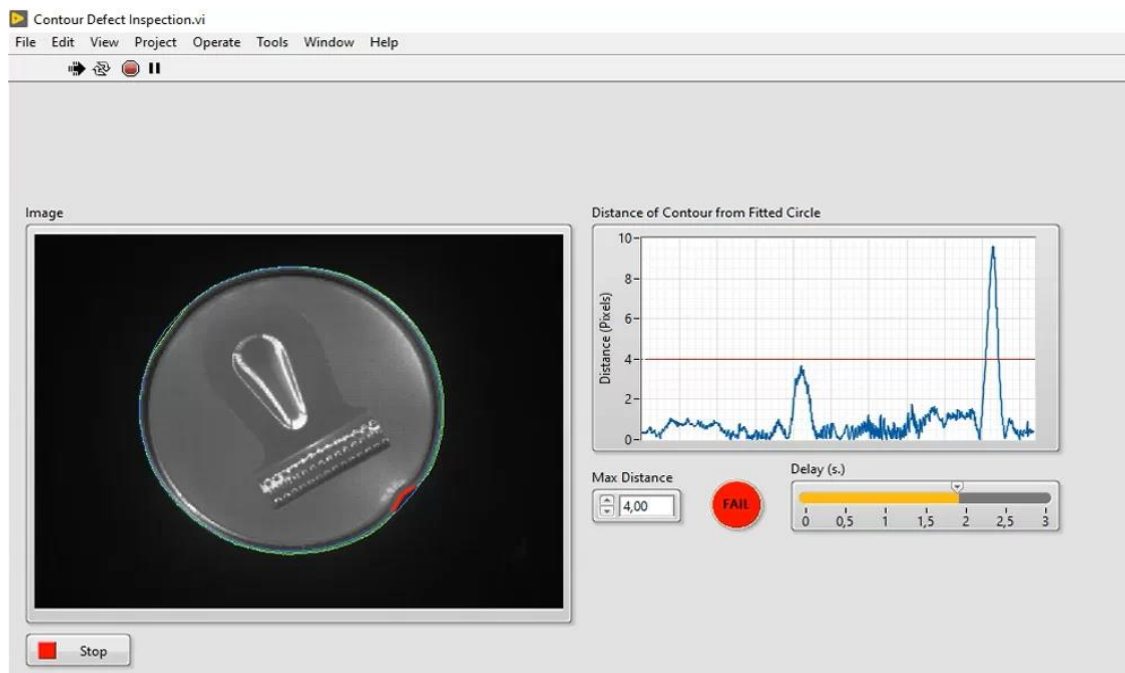 Contour Defect Inspection.vi
File Edit View Project Operate Tools Window Help
Image
Distance of Contour from Fitted Circle
10
8
6
4
2
0
Distance (Pixels)
Max Distance
4,00
FAIL
Delay (s.)
0 0,5 1 1,5 2 2,5 3
Stop